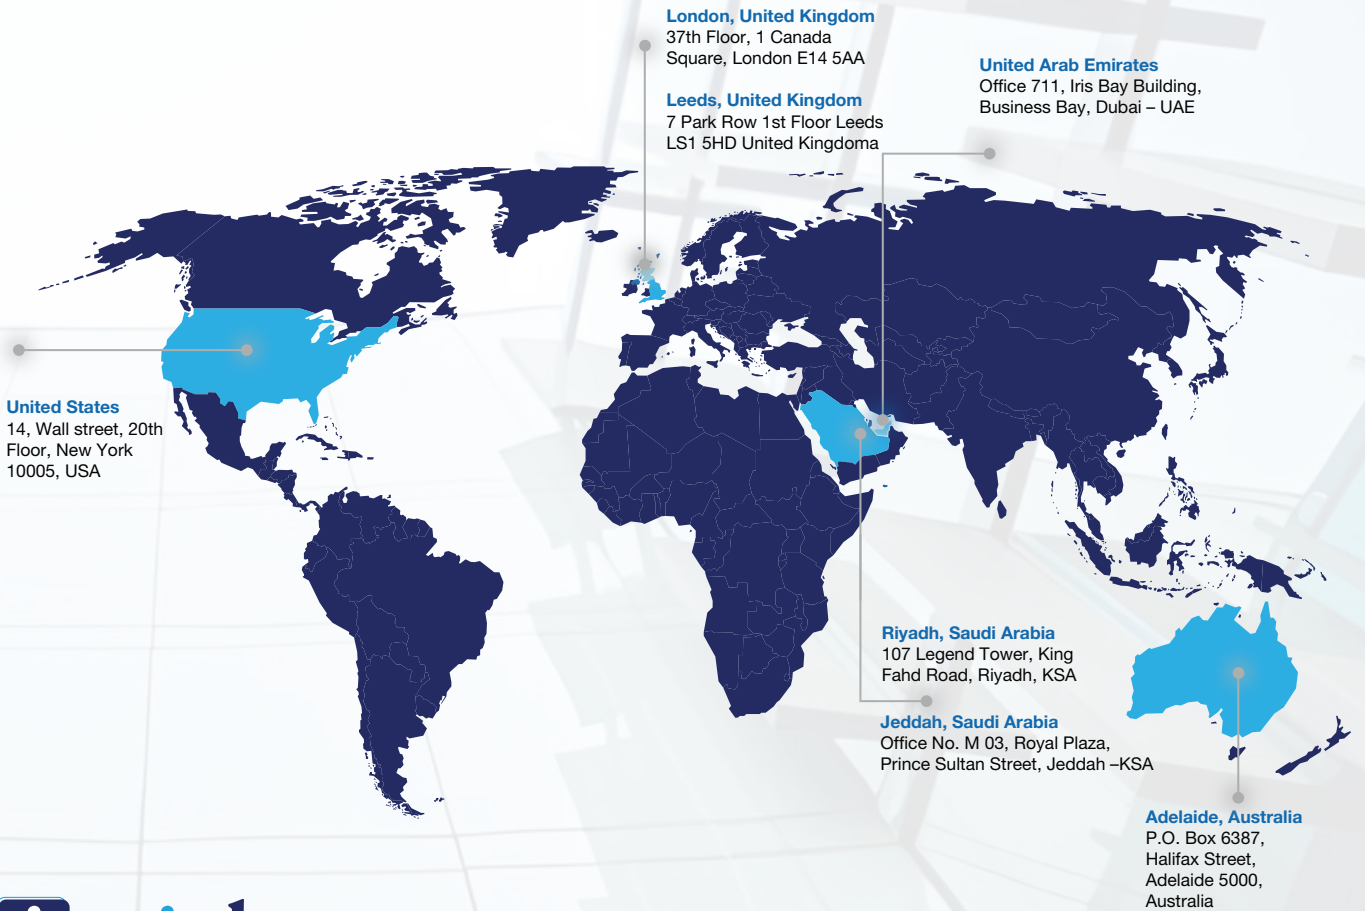 London, United Kingdom
37th Floor, 1 Canada
Square, London E14 5AA
Leeds, United Kingdom
7 Park Row 1st Floor Leeds
LS1 5HD United Kingdoma
United Arab Emirates
Office 711, Iris Bay Building,
Business Bay, Dubai – UAE
United States
14, Wall street, 20th
Floor, New York
10005, USA
Riyadh, Saudi Arabia
107 Legend Tower, King
Fahd Road, Riyadh, KSA
Jeddah, Saudi Arabia
Office No. M 03, Royal Plaza,
Prince Sultan Street, Jeddah –KSA
Adelaide, Australia
P.O. Box 6387,
Halifax Street,
Adelaide 5000,
Australia